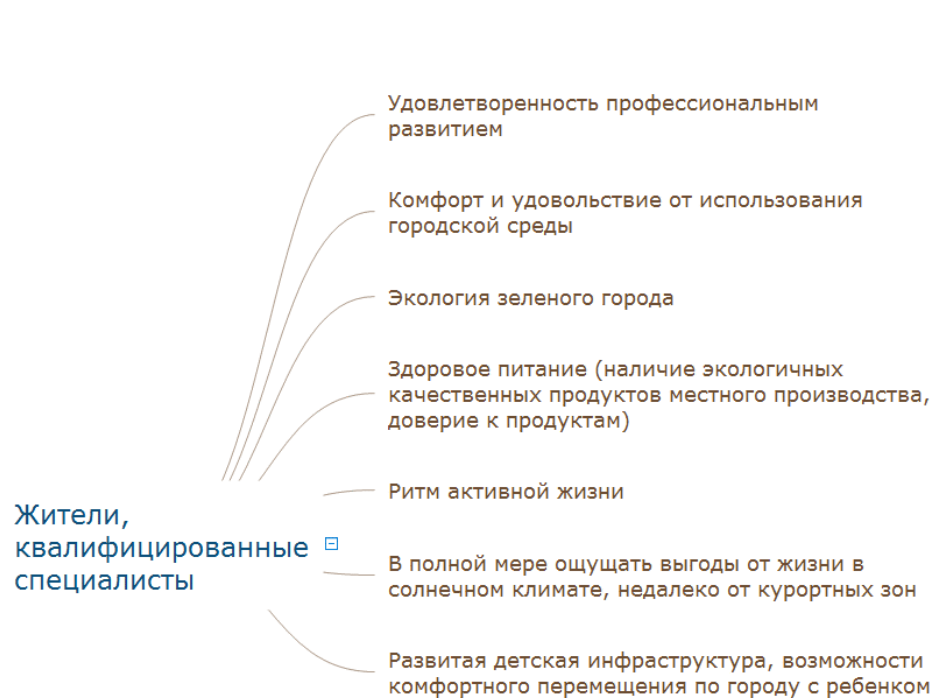 Удовлетворенность профессиональным
развитием
Комфорт и удовольствие от использования
городской среды
Экология зеленого города
Здоровое питание (наличие экологичных
качественных продуктов местного производства,
доверие к продуктам)
Ритм активной жизни
Жители,
квалифицированные
специалисты
В полной мере ощущать выгоды от жизни в
солнечном климате, недалеко от курортных зон
Развитая детская инфраструктура, возможности
комфортного перемещения по городу с ребенком